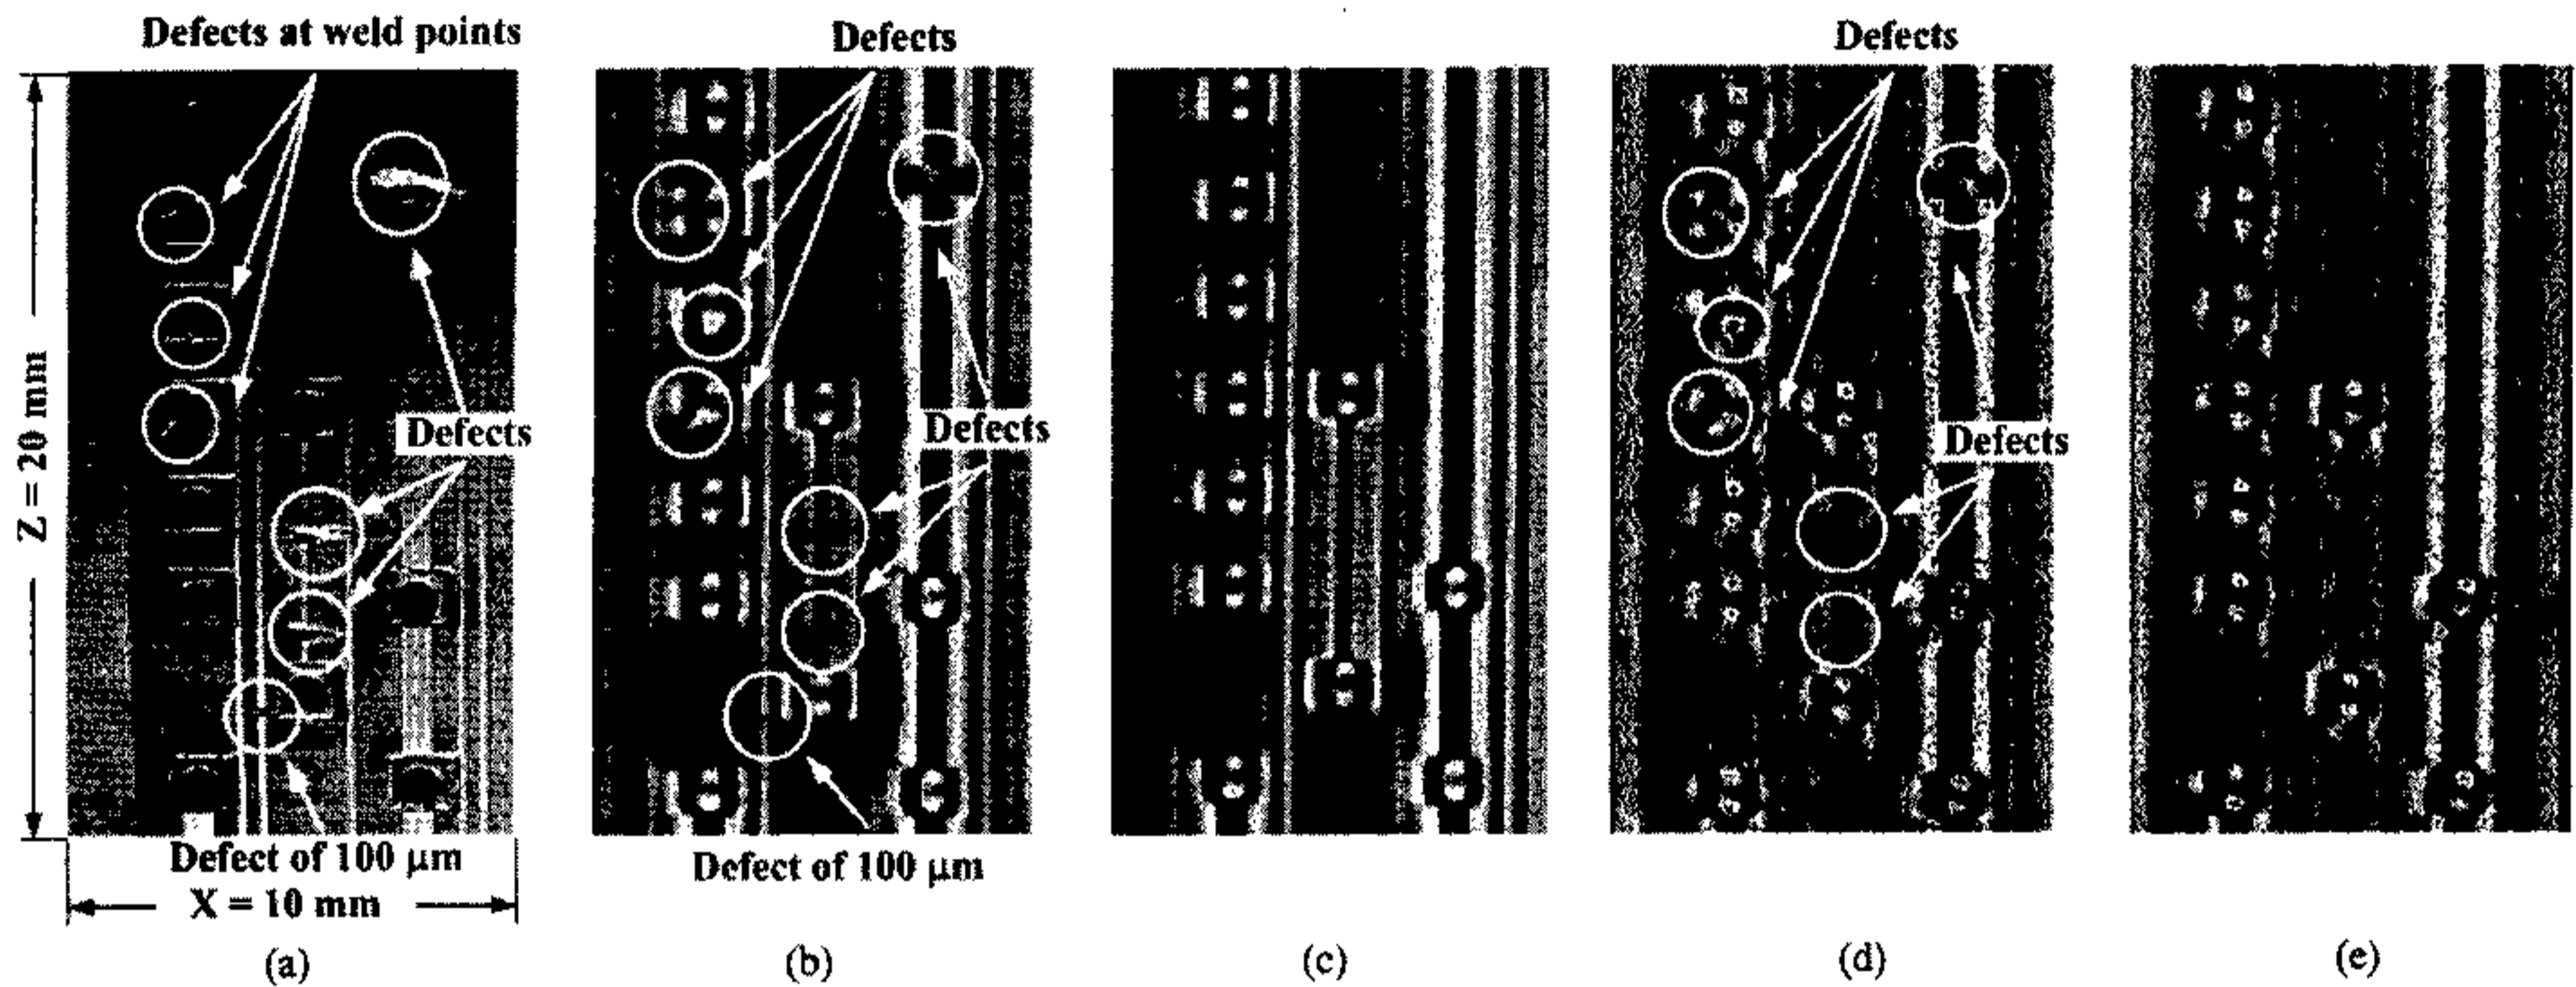 Defects at weld points
Defects
Defects
Z = 20 mm
Defects
Defects
Defects
Defect of 100 µm
Defect of 100 µm
X = 10 mm
(a)
(b)
(c)
(d)
(e)